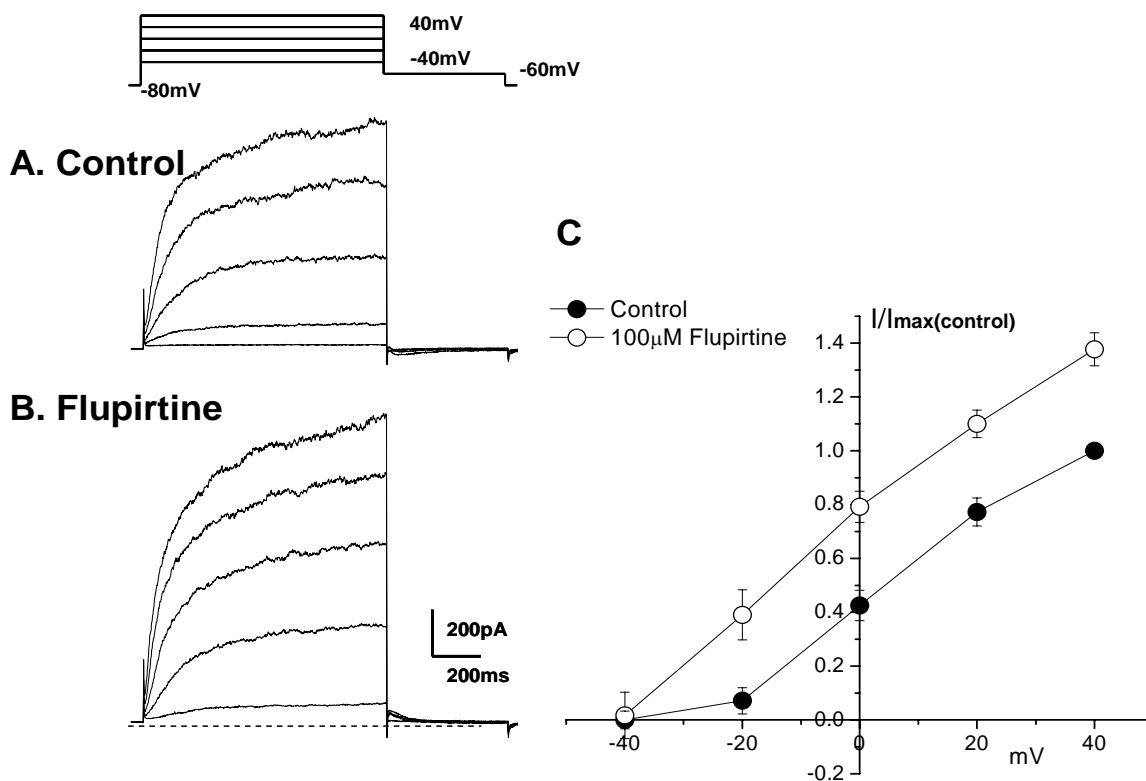 40mV
-40mV
-60mV
-80mV
A. Control
B. Flupirtine
200pA
200ms
C
Control
100μM Flupirtine
I/Imax(control)
1.4
1.2
1.0
0.8
0.6
0.4
0.2
0.0
-0.2
-40
-20
0
20
40
mV